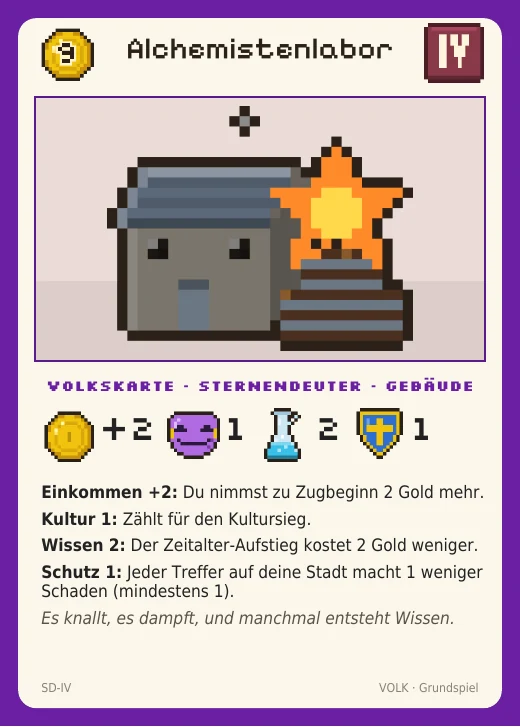 9 Alchemistenlabor IV
VOLKSKARTE · STERNENDEUTER · GEBÄUDE
+2 1 2 1
Einkommen +2: Du nimmst zu Zugbeginn 2 Gold mehr.
Kultur 1: Zählt für den Kultursieg.
Wissen 2: Der Zeitalter-Aufstieg kostet 2 Gold weniger.
Schutz 1: Jeder Treffer auf deine Stadt macht 1 weniger
Schaden (mindestens 1).
Es knallt, es dampft, und manchmal entsteht Wissen.
SD-IV VOLK · Grundspiel